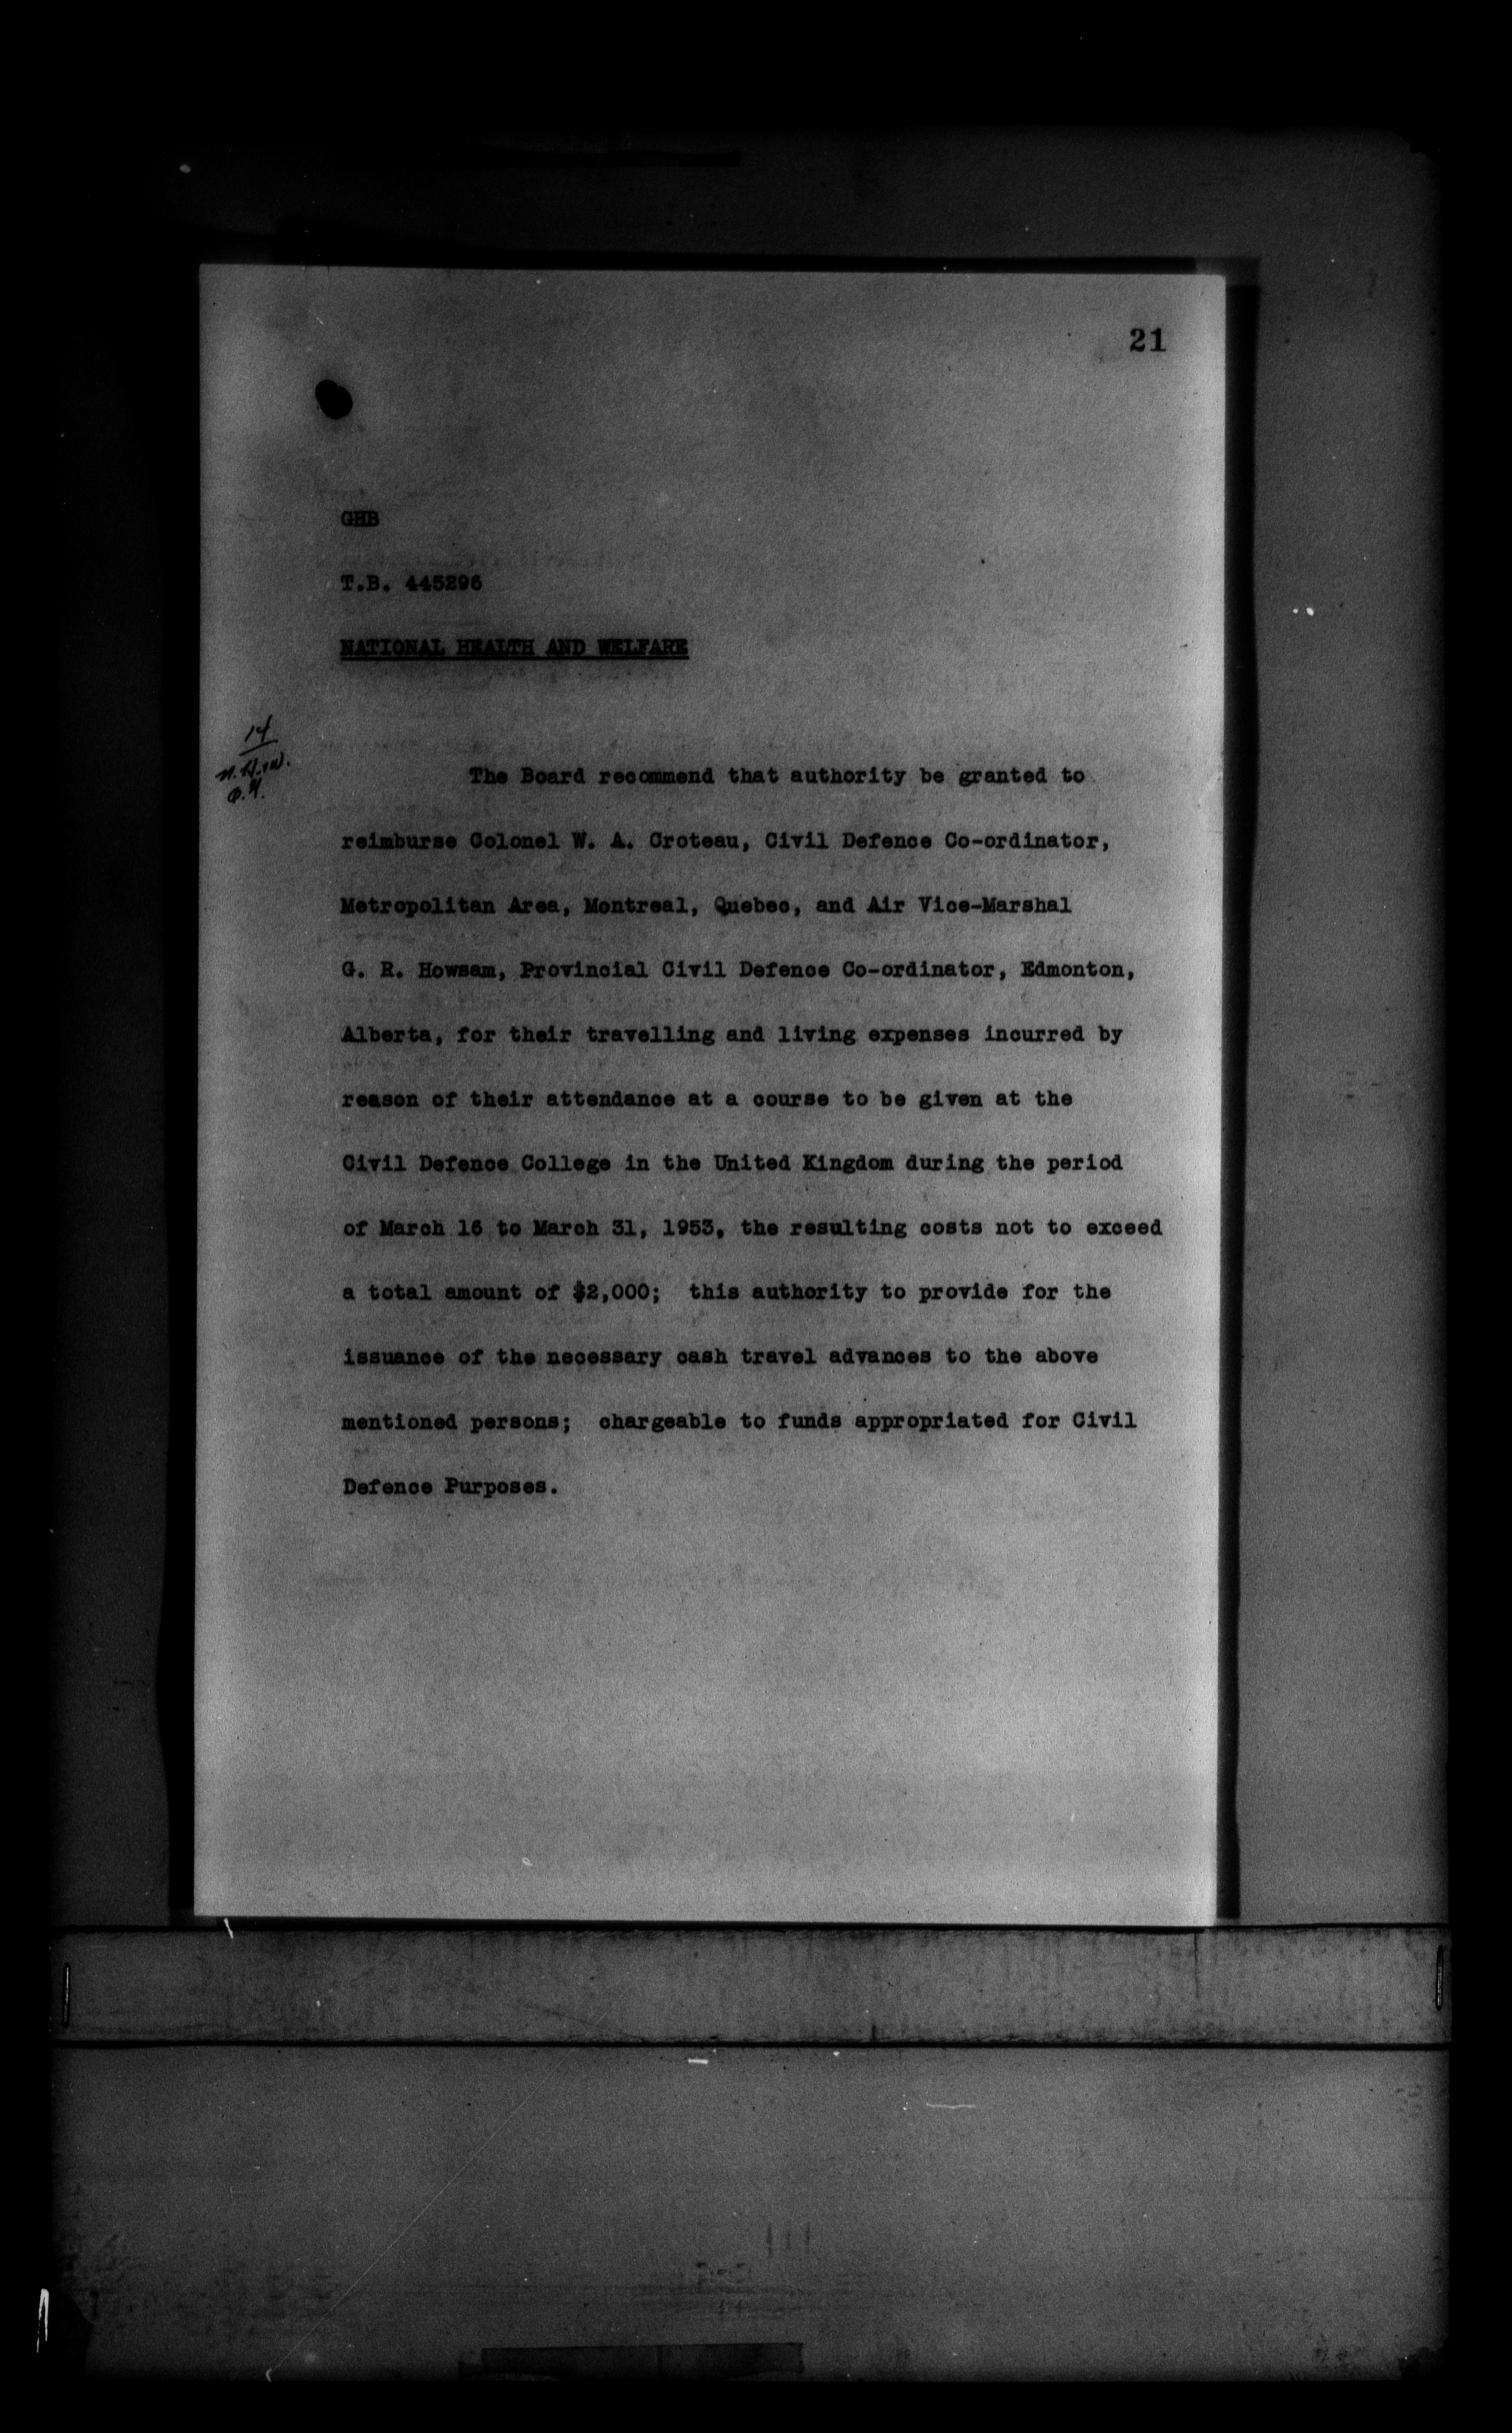 21
GHB
T.B. 445296
NATIONAL HEALTH AND WELFARE
14
N.H.&W.
The Board recommend that authority be granted to
reimburse Colonel W. A. Croteau, Civil Defence Co-ordinator,
Metropolitan Area, Montreal, Quebec, and Air Vice-Marshal
G. R. Howsam, Provincial Civil Defence Co-ordinator, Edmonton,
Alberta, for their travelling and living expenses incurred by
reason of their attendance at a course to be given at the
Civil Defence College in the United Kingdom during the period
of March 16 to March 31, 1953, the resulting costs not to exceed
a total amount of $2,000; this authority to provide for the
issuance of the necessary cash travel advances to the above
mentioned persons; chargeable to funds appropriated for Civil
Defence Purposes.